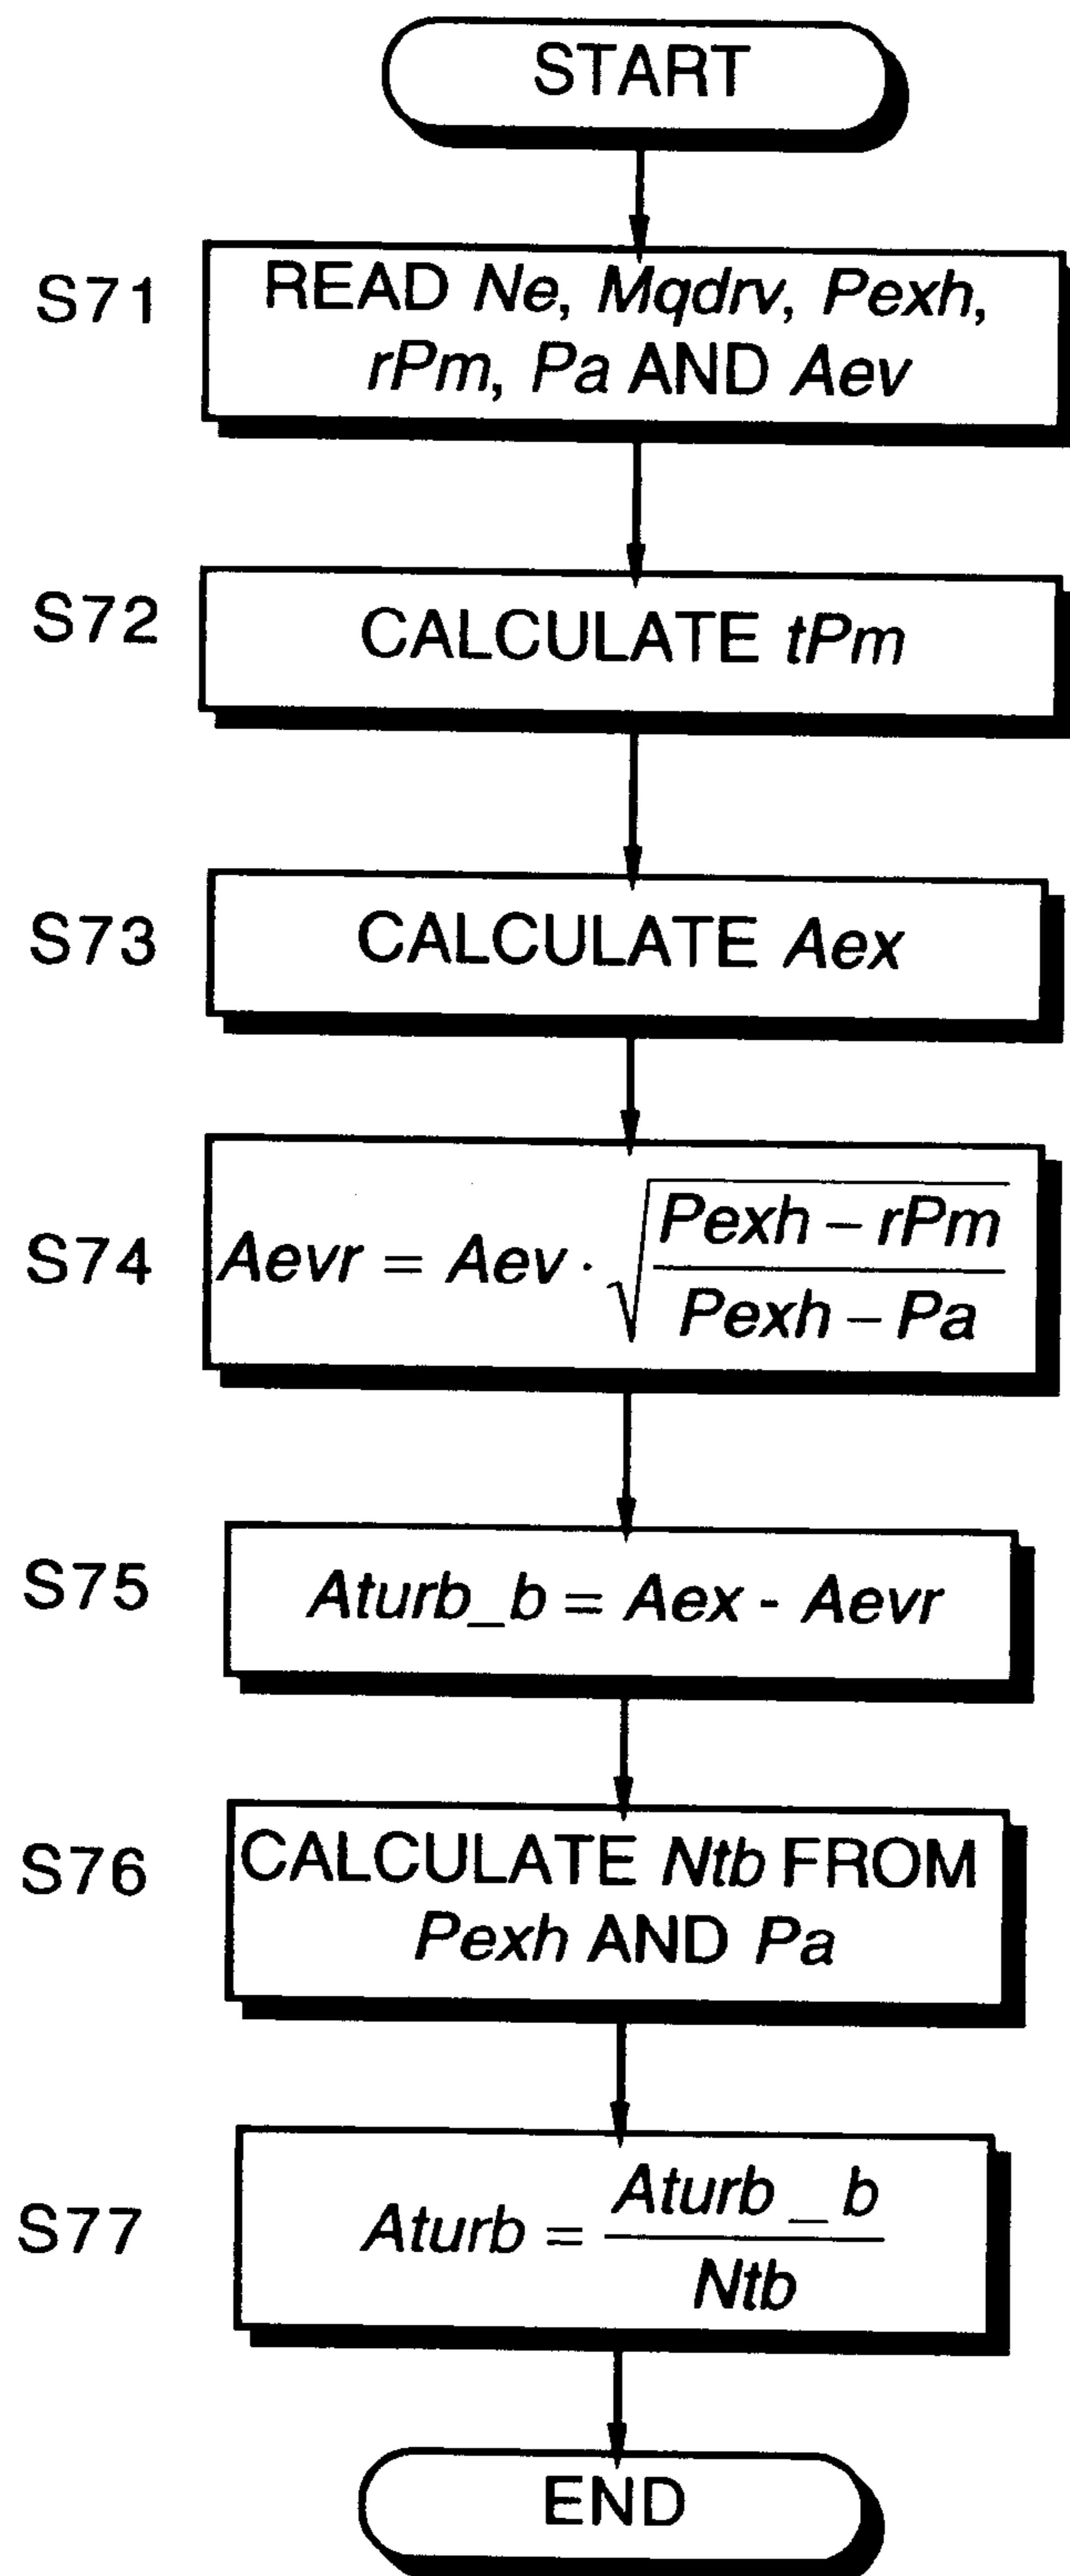 START
S71
READ Ne, Mqdrv, Pexh,
rPm, Pa AND Aev
S72
CALCULATE tPm
S73
CALCULATE Aex
S74
Aevr = Aev · √((Pexh – rPm) / (Pexh – Pa))
S75
Aturb_b = Aex - Aevr
S76
CALCULATE Ntb FROM
Pexh AND Pa
S77
Aturb = Aturb_b / Ntb
END